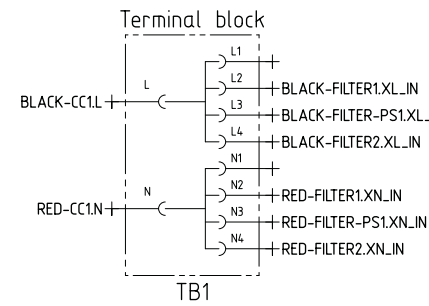 Terminal block
L1
L
L2
BLACK-FILTER1.XL_IN
BLACK-CC1.L
L3
BLACK-FILTER-PS1.XL_
L4
BLACK-FILTER2.XL_IN
N1
N
N2
RED-FILTER1.XN_IN
RED-CC1.N
N3
RED-FILTER-PS1.XN_IN
N4
RED-FILTER2.XN_IN
TB1